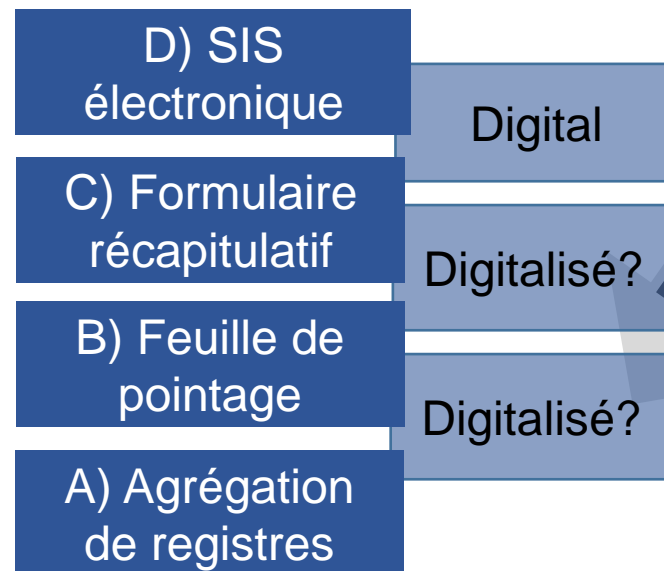 D) SIS
électronique
Digital
C) Formulaire
récapitulatif
Digitalisé?
B) Feuille de
pointage
Digitalisé?
A) Agrégation
de registres